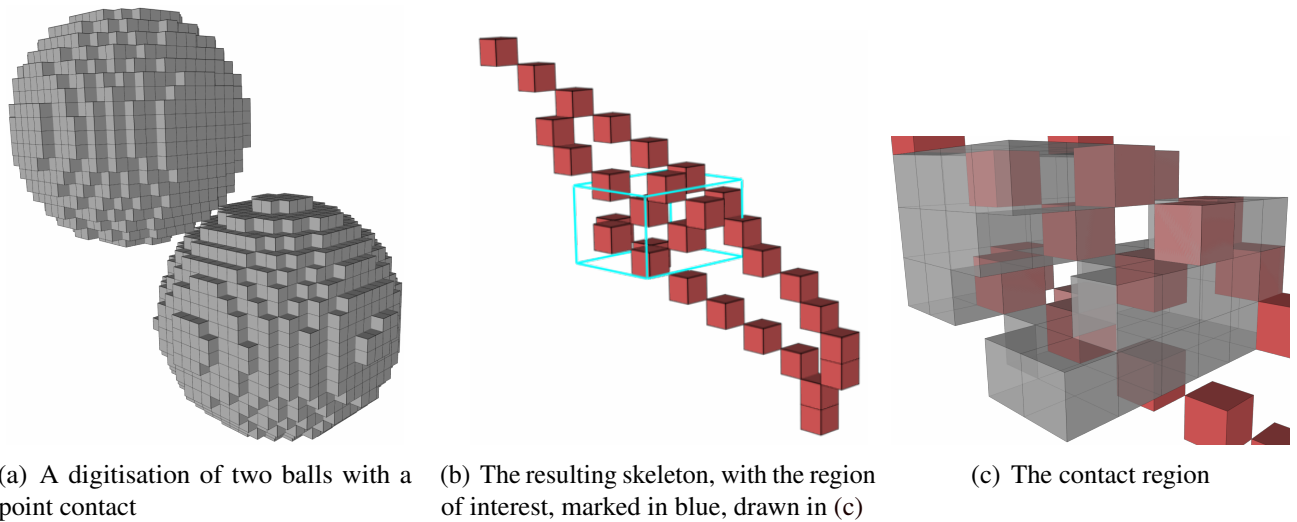 (a) A digitisation of two balls with a
point contact
(b) The resulting skeleton, with the region
of interest, marked in blue, drawn in (c)
(c) The contact region